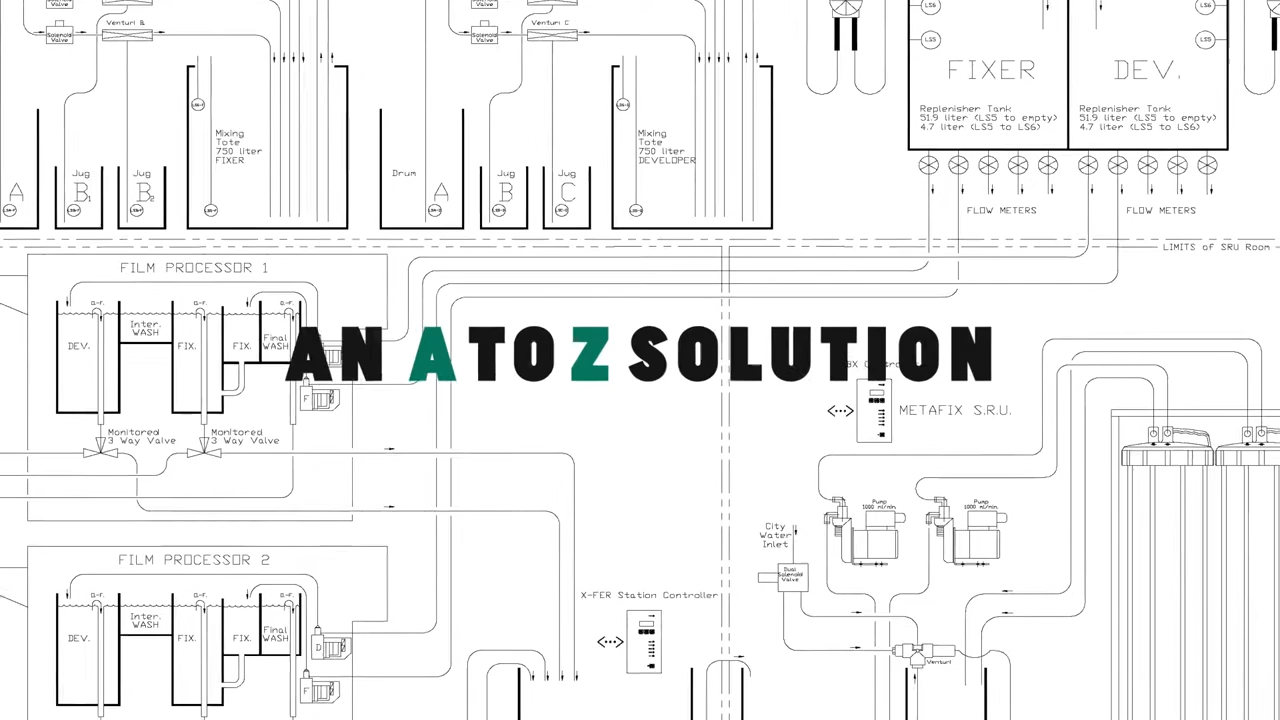 Solenoid
Valve
Venturi B
Mixing
Tote
750 liter
FIXER
A
Jug
B1
Jug
B2
Solenoid
Valve
Venturi C
Drum
A
Jug
B
Jug
C
Mixing
Tote
750 liter
DEVELOPER
LS6
LS5
FIXER
Replenisher Tank
51.9 liter (LS5 to empty)
4.7 liter (LS5 to LS6)
LS6
LS5
DEV.
Replenisher Tank
51.9 liter (LS5 to empty)
4.7 liter (LS5 to LS6)
FLOW METERS
FLOW METERS
LIMITS of SRU Room
FILM PROCESSOR 1
DEV.
Inter.
WASH
FIX.
FIX.
Final
WASH
F
AN A TO Z SOLUTION
Monitored
3 Way Valve
Monitored
3 Way Valve
METAFIX S.R.U.
Pump
1000 ml/min.
Pump
1000 ml/min.
City
Water
Inlet
Dual
Solenoid
Valve
Venturi
FILM PROCESSOR 2
DEV.
Inter.
WASH
FIX.
FIX.
Final
WASH
D
F
X-FER Station Controller